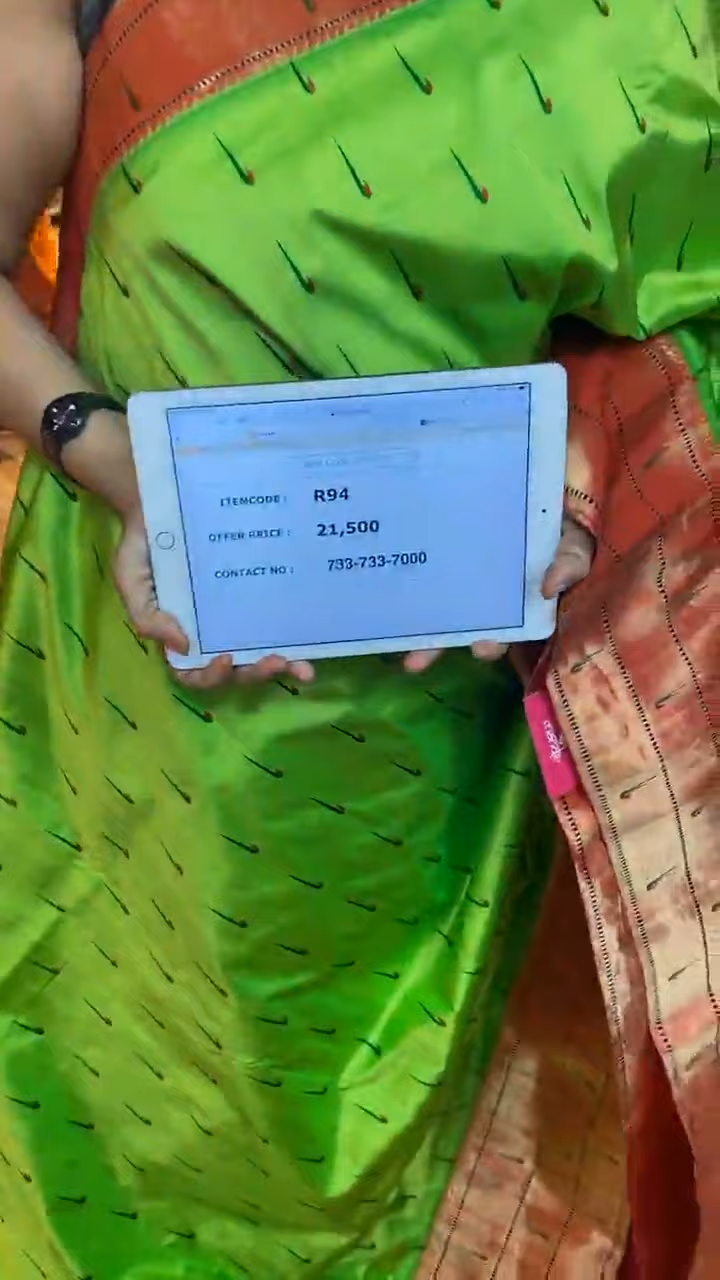 ITEMCODE : R94
OFFER PRICE : 21,500
CONTACT NO : 733-733-7000